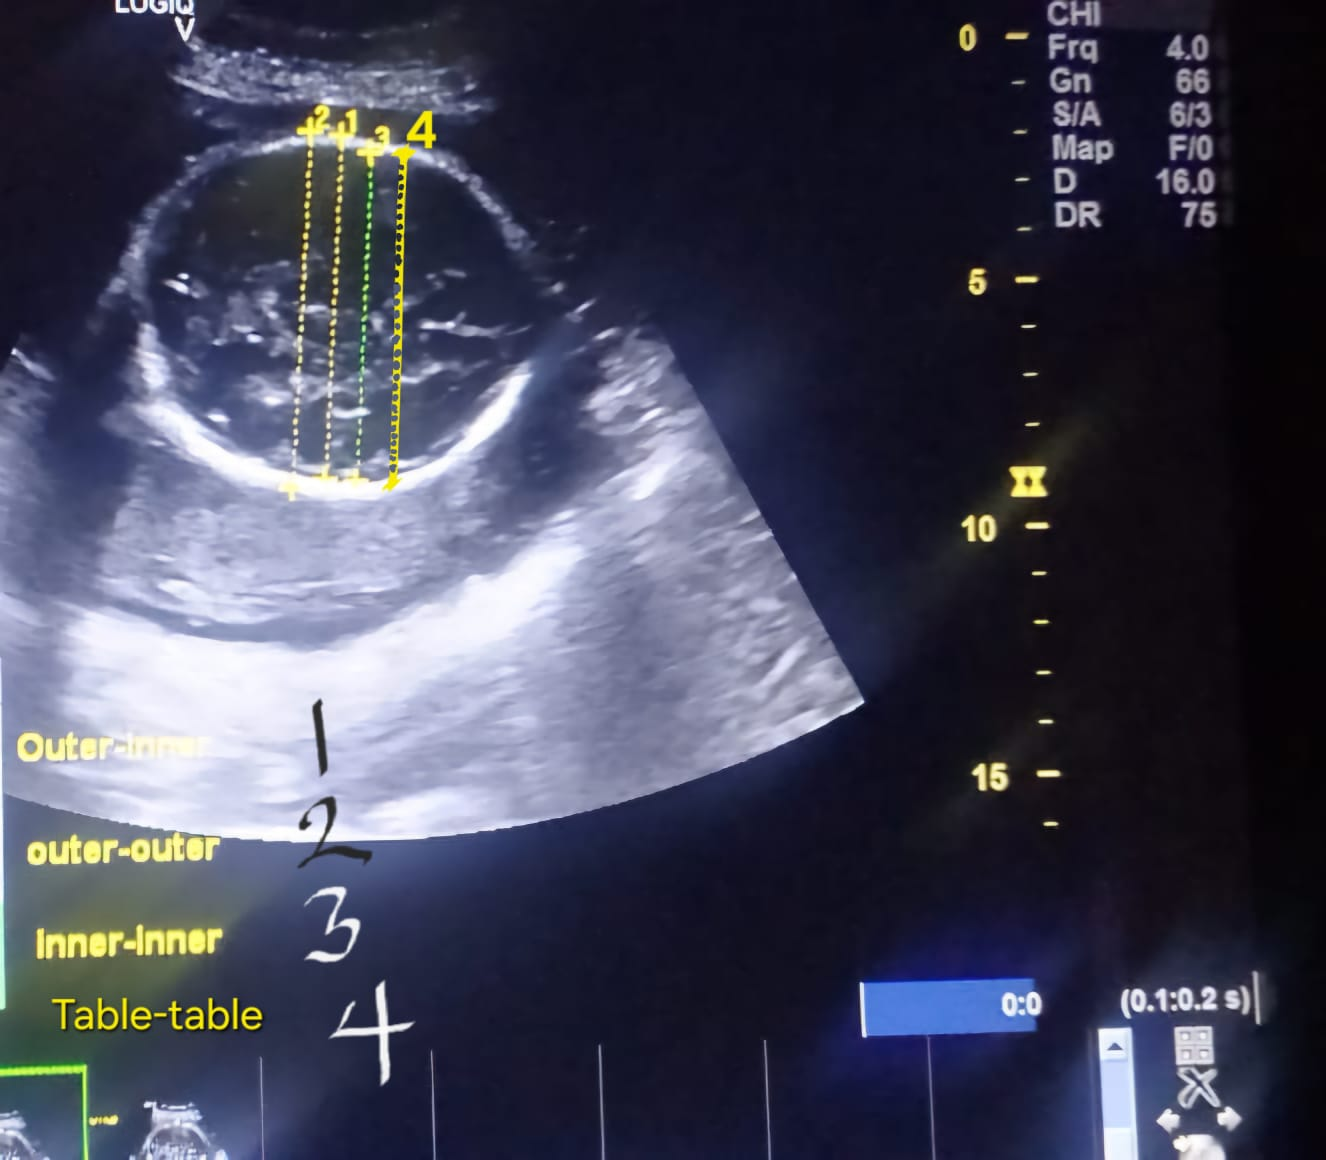 LOGIQ
V
CHI
Frq 4.0
Gn 66
S/A 6/3
Map F/0
D 16.0
DR 75
0
5
10
15
2 1 3 4
Outer-inner 1
outer-outer 2
Inner-Inner 3
Table-table 4
0:0 (0.1:0.2 s)